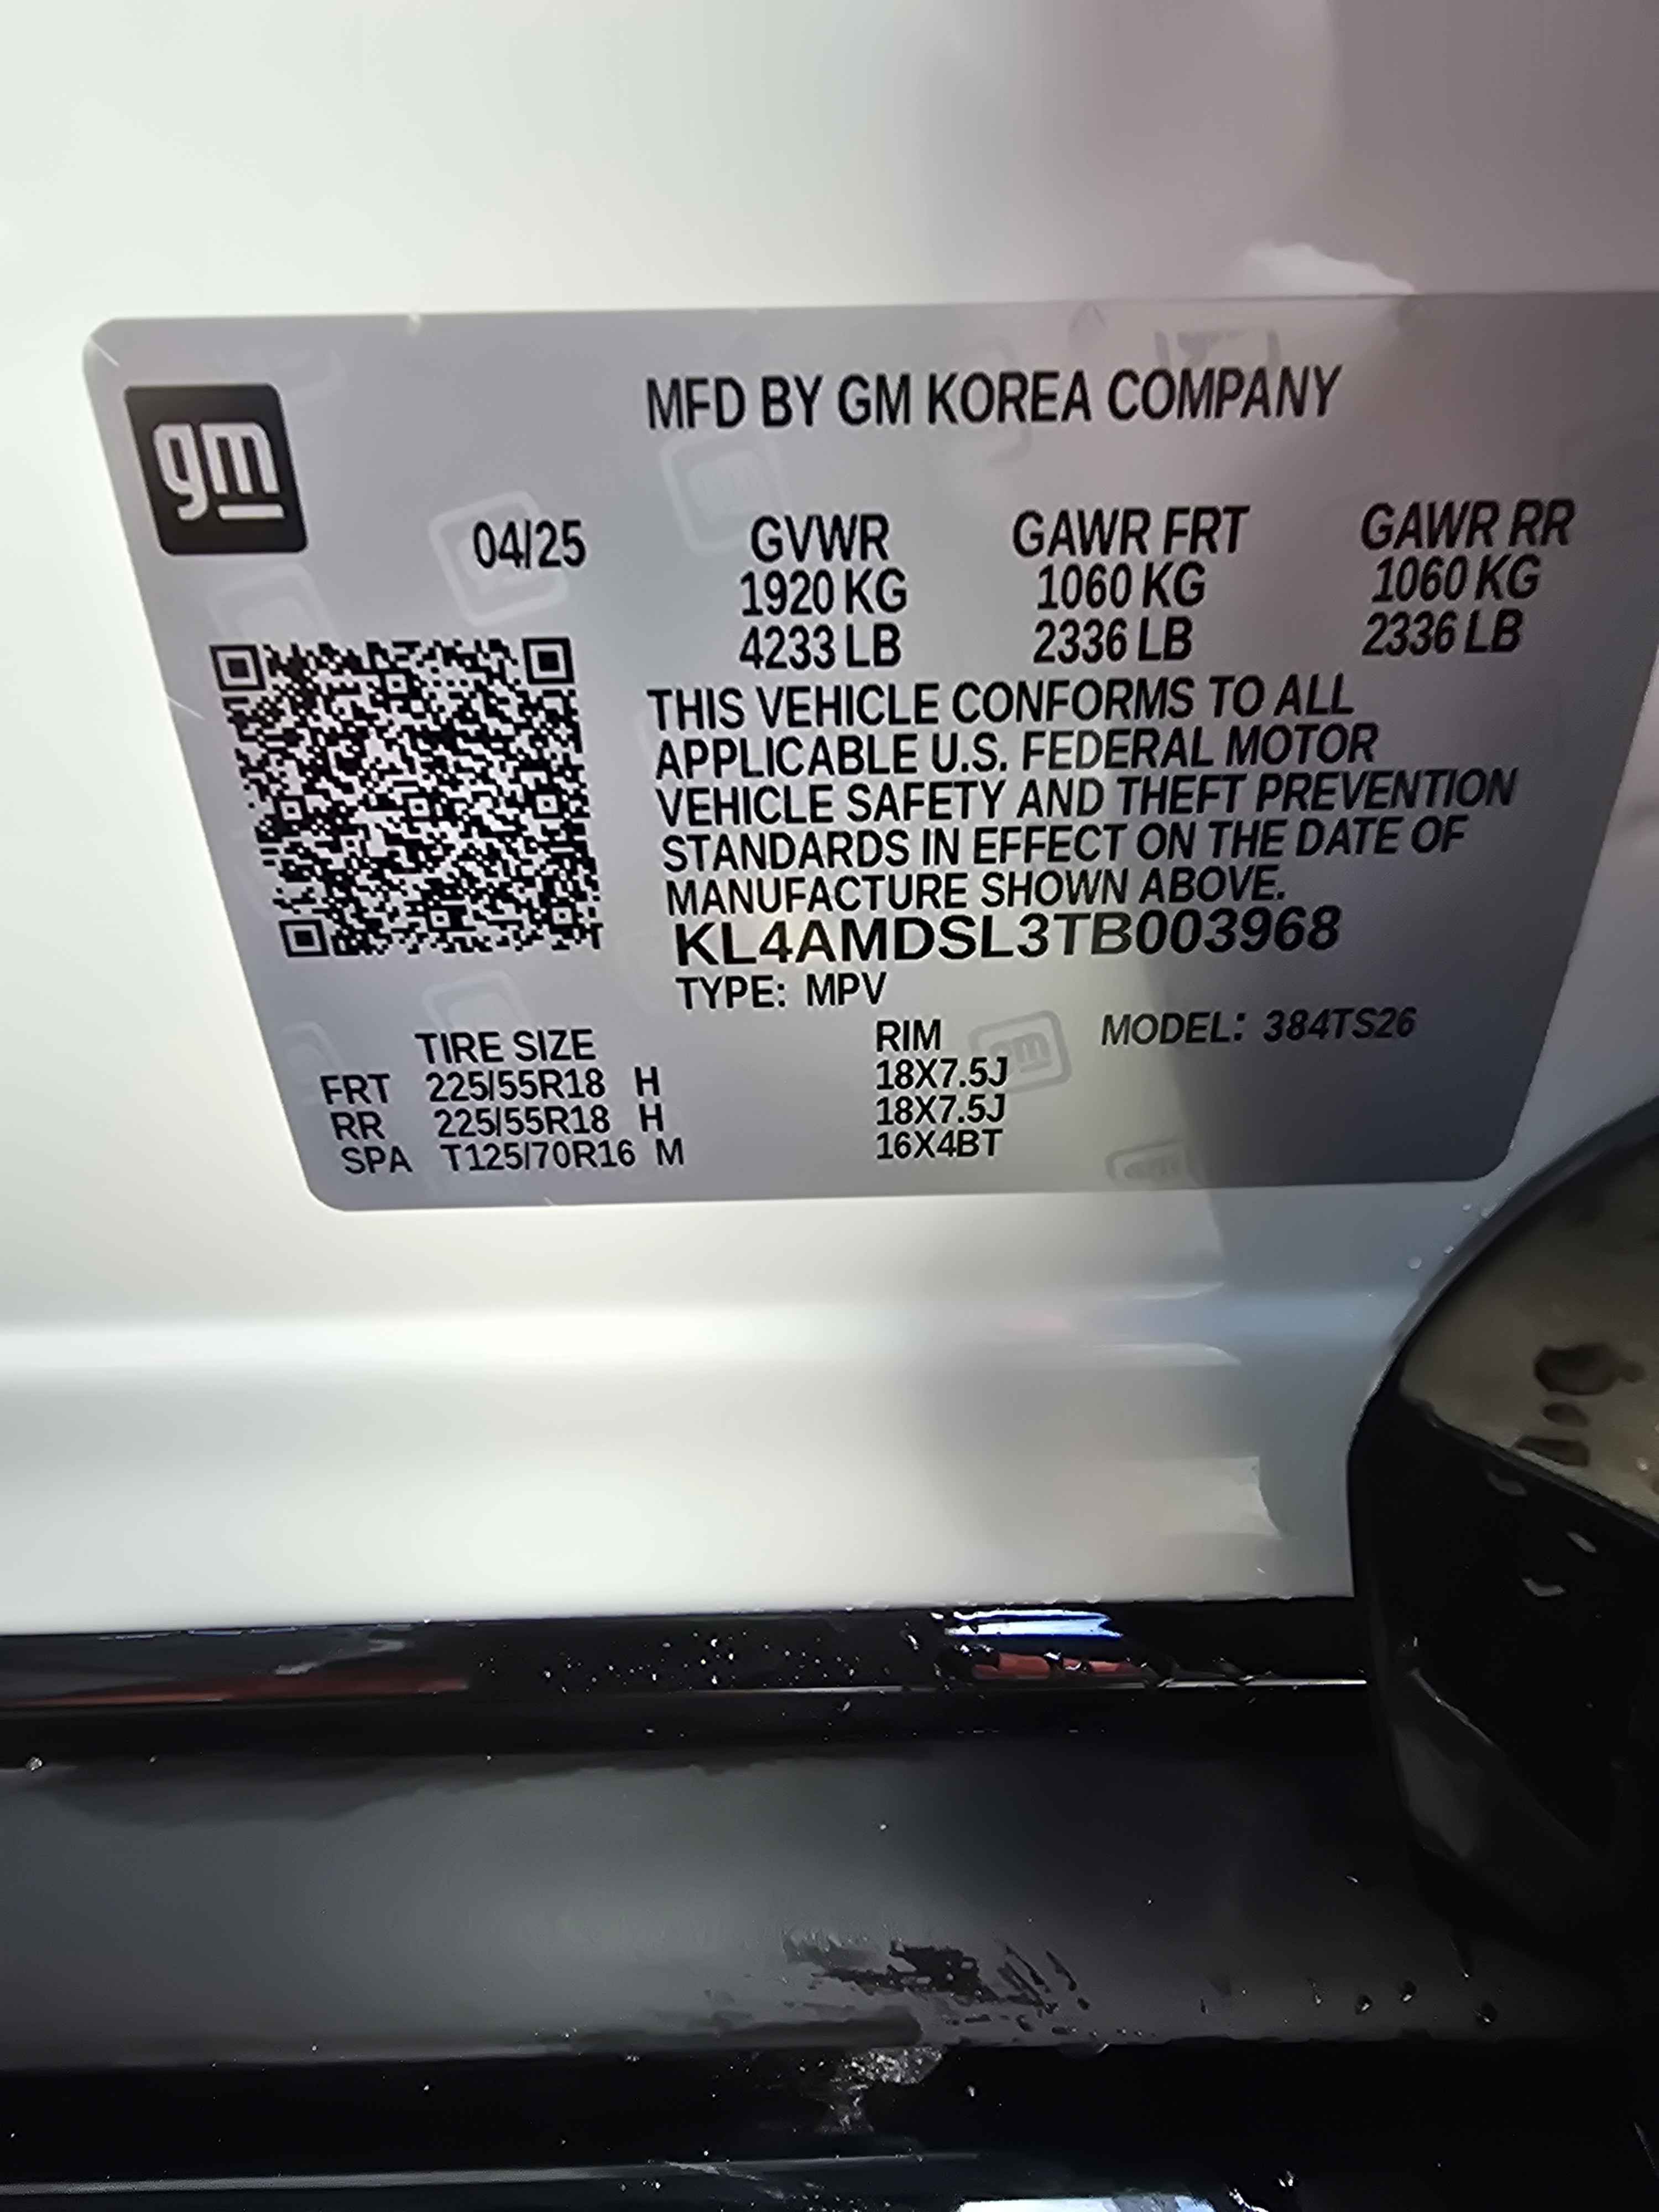 gm
MFD BY GM KOREA COMPANY
04/25 GVWR GAWR FRT GAWR RR
1920 KG 1060 KG 1060 KG
4233 LB 2336 LB 2336 LB
THIS VEHICLE CONFORMS TO ALL
APPLICABLE U.S. FEDERAL MOTOR
VEHICLE SAFETY AND THEFT PREVENTION
STANDARDS IN EFFECT ON THE DATE OF
MANUFACTURE SHOWN ABOVE.
KL4AMDSL3TB003968
TYPE: MPV
TIRE SIZE RIM MODEL: 384TS26
FRT 225/55R18 H 18X7.5J
RR 225/55R18 H 18X7.5J
SPA T125/70R16 M 16X4BT